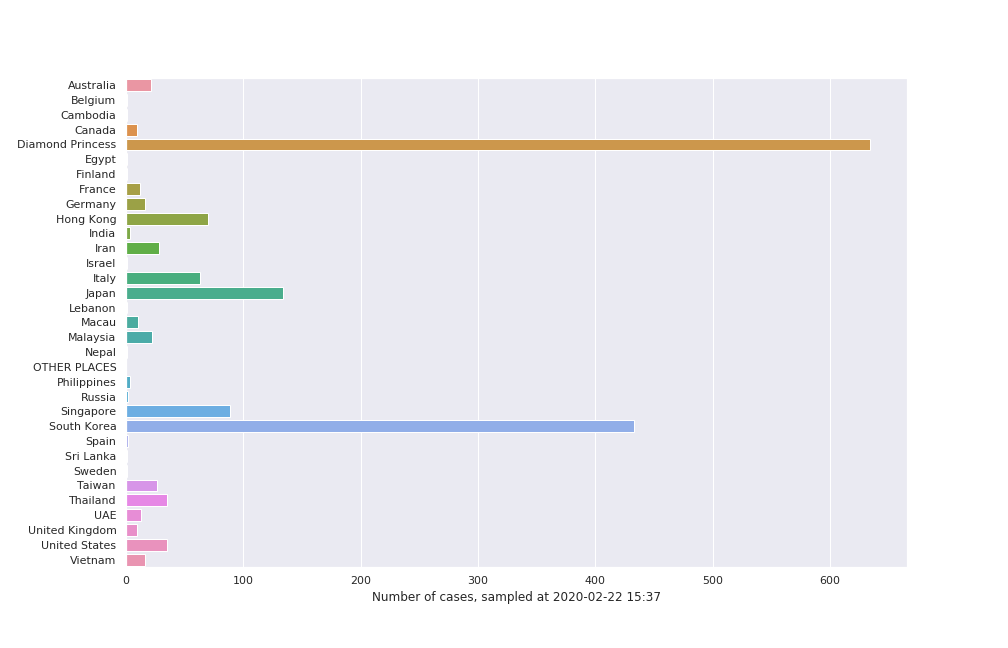 Australia
Belgium
Cambodia
Canada
Diamond Princess
Egypt
Finland
France
Germany
Hong Kong
India
Iran
Israel
Italy
Japan
Lebanon
Macau
Malaysia
Nepal
OTHER PLACES
Philippines
Russia
Singapore
South Korea
Spain
Sri Lanka
Sweden
Taiwan
Thailand
UAE
United Kingdom
United States
Vietnam
0 100 200 300 400 500 600
Number of cases, sampled at 2020-02-22 15:37